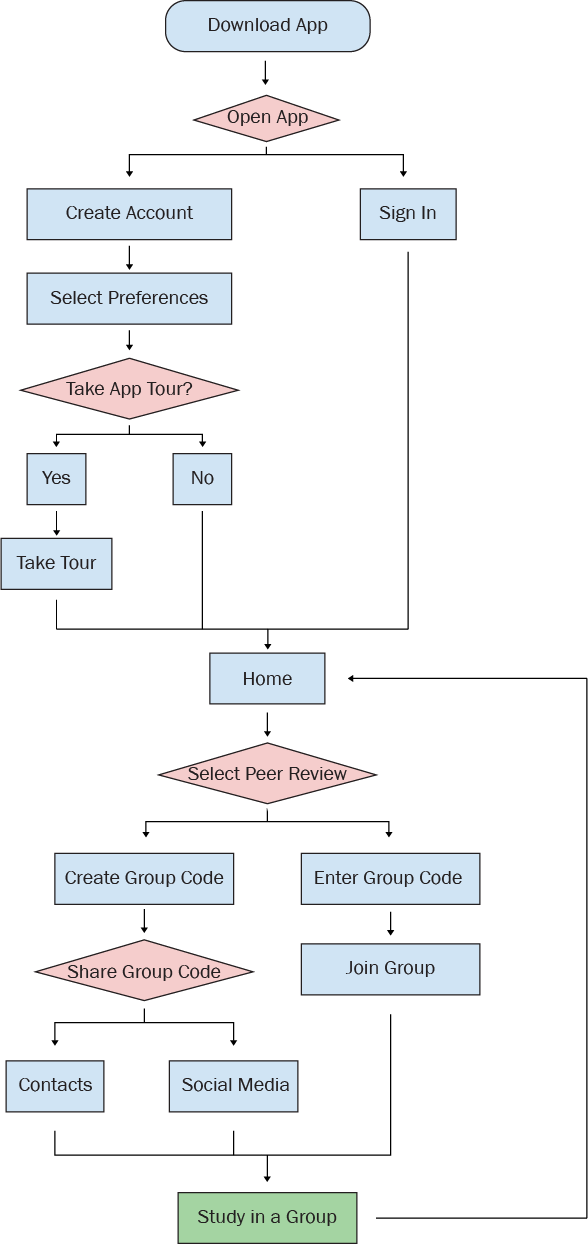 Download App
Open App
Create Account
Sign In
Select Preferences
Take App Tour?
Yes
No
Take Tour
Home
Select Peer Review
Create Group Code
Enter Group Code
Share Group Code
Join Group
Contacts
Social Media
Study in a Group